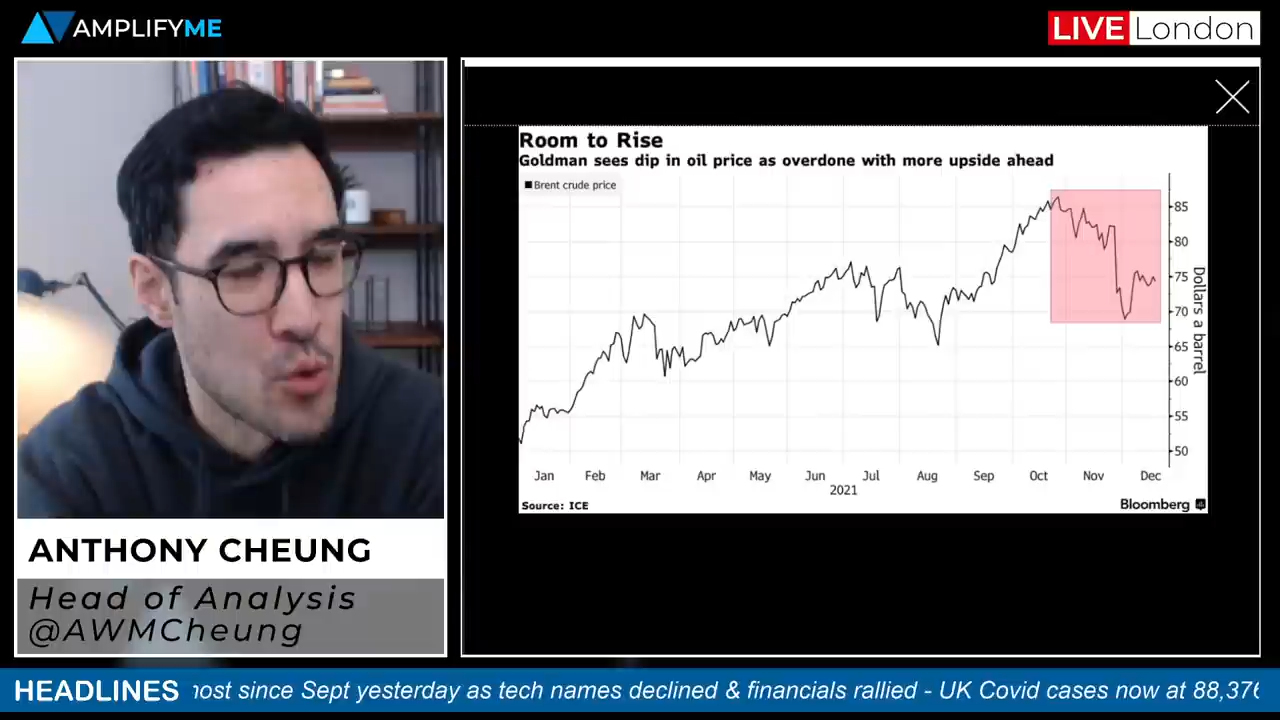 AMPLIFYME
LIVE London
Room to Rise
Goldman sees dip in oil price as overdone with more upside ahead
Brent crude price
85
80
75
70
65
60
55
50
Dollars a barrel
Jan Feb Mar Apr May Jun Jul Aug Sep Oct Nov Dec
2021
Source: ICE
Bloomberg
ANTHONY CHEUNG
Head of Analysis
@AWMCheung
HEADLINES since Sept yesterday as tech names declined & financials rallied - UK Covid cases now at 88,376